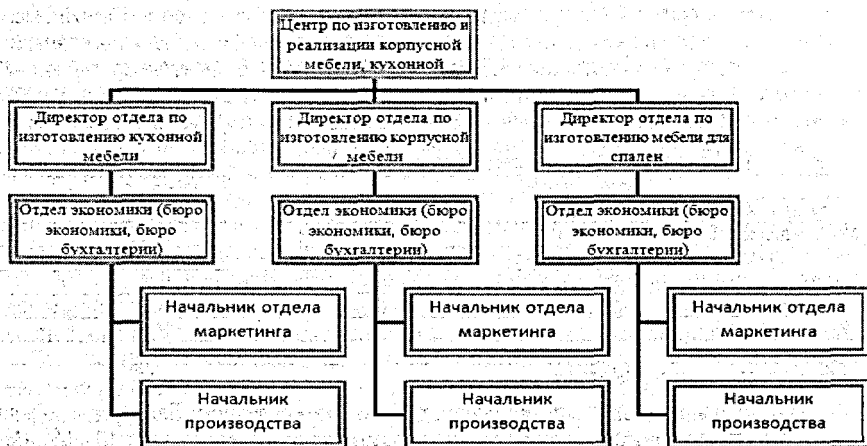 Центр по изготовлению и
реализации корпусной
мебели, кухонной
Директор отдела по
изготовлению кухонной
мебели
Директор отдела по
изготовлению корпусной
мебели
Директор отдела по
изготовлению мебели для
спален
Отдел экономики (бюро
экономики, бюро
бухгалтерии)
Отдел экономики (бюро
экономики, бюро
бухгалтерии)
Отдел экономики (бюро
экономики, бюро
бухгалтерии)
Начальник отдела
маркетинга
Начальник отдела
маркетинга
Начальник отдела
маркетинга
Начальник
производства
Начальник
производства
Начальник
производства